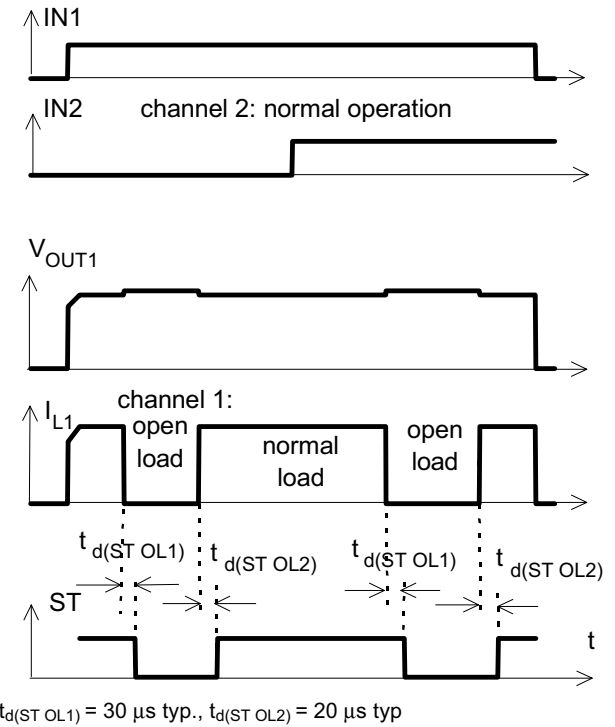 IN1
IN2 channel 2: normal operation
VOUT1
IL1
channel 1:
open
load
normal
load
open
load
td(ST OL1)
td(ST OL2)
td(ST OL1)
td(ST OL2)
ST
t
td(ST OL1) = 30 μs typ., td(ST OL2) = 20 μs typ